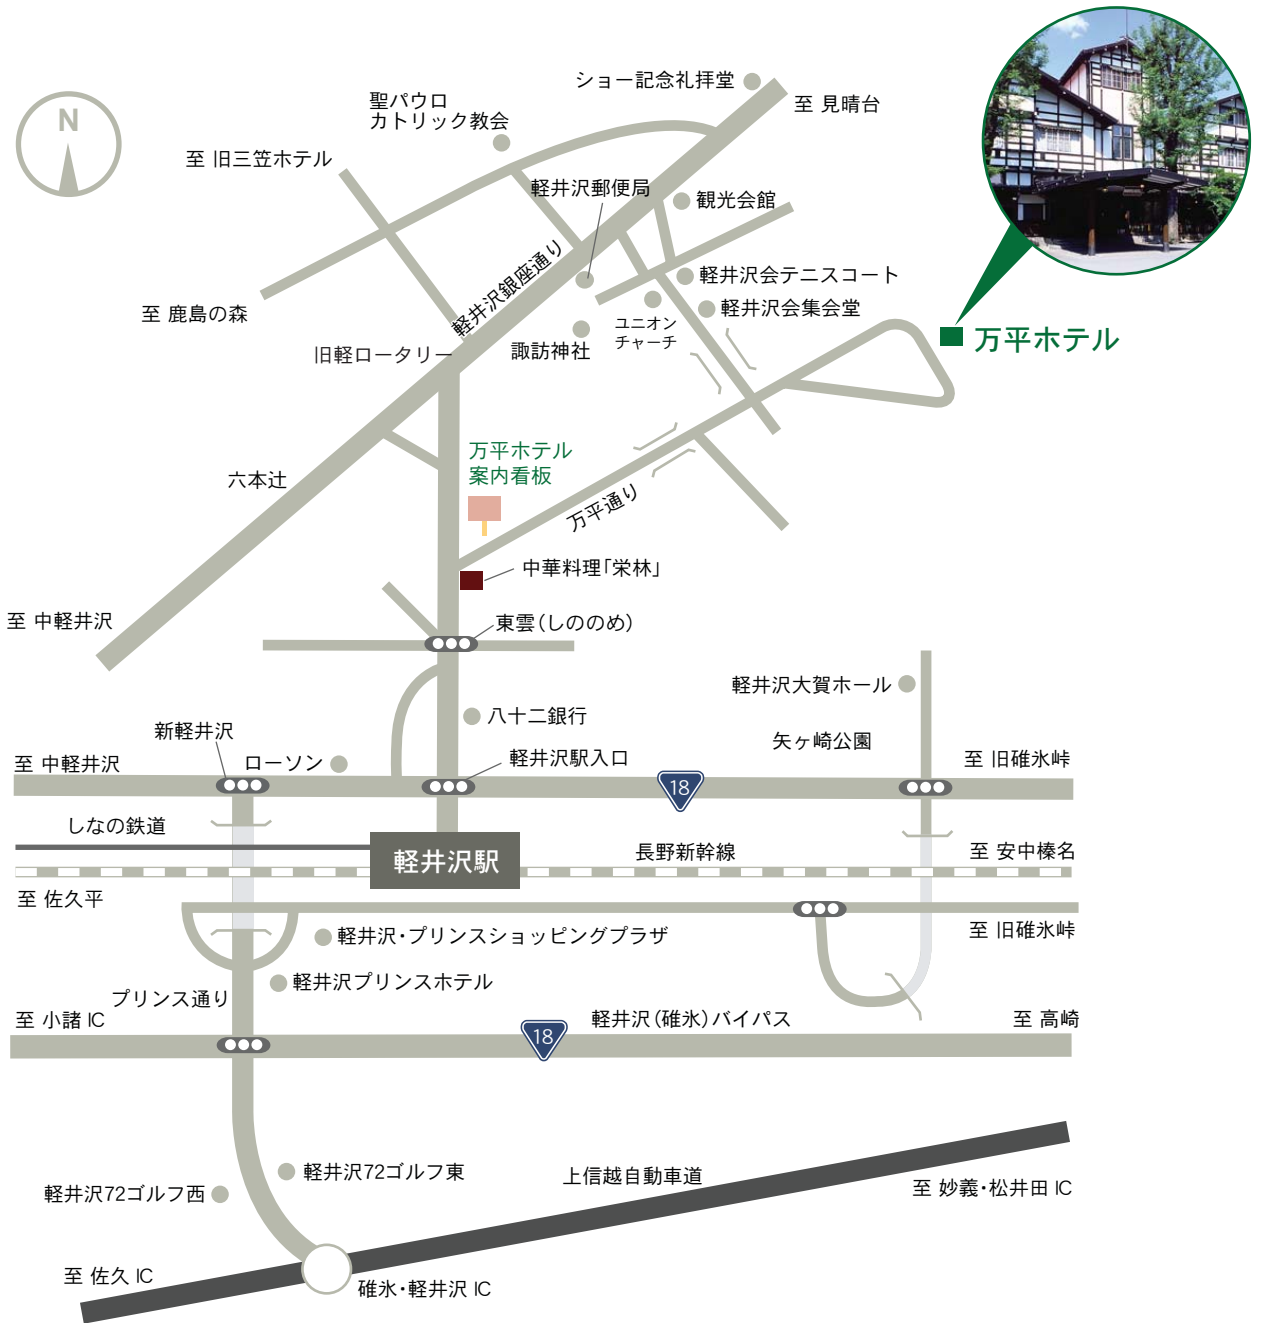 N
ショー記念礼拝堂
至 見晴台
聖パウロ
カトリック教会
至 旧三笠ホテル
軽井沢郵便局
観光会館
軽井沢銀座通り
軽井沢会テニスコート
軽井沢会集会堂
至 鹿島の森
ユニオン
チャーチ
諏訪神社
旧軽ロータリー
万平ホテル
万平ホテル
案内看板
六本辻
万平通り
中華料理「栄林」
至 中軽井沢
東雲(しののめ)
軽井沢大賀ホール
八十二銀行
新軽井沢
矢ヶ崎公園
至 中軽井沢
ローソン
軽井沢駅入口
至 旧碓氷峠
18
しなの鉄道
軽井沢駅
長野新幹線
至 安中榛名
至 佐久平
至 旧碓氷峠
軽井沢・プリンスショッピングプラザ
軽井沢プリンスホテル
プリンス通り
至 小諸 IC
18
軽井沢(碓氷)バイパス
至 高崎
軽井沢72ゴルフ東
軽井沢72ゴルフ西
上信越自動車道
至 妙義・松井田 IC
至 佐久 IC
碓氷・軽井沢 IC